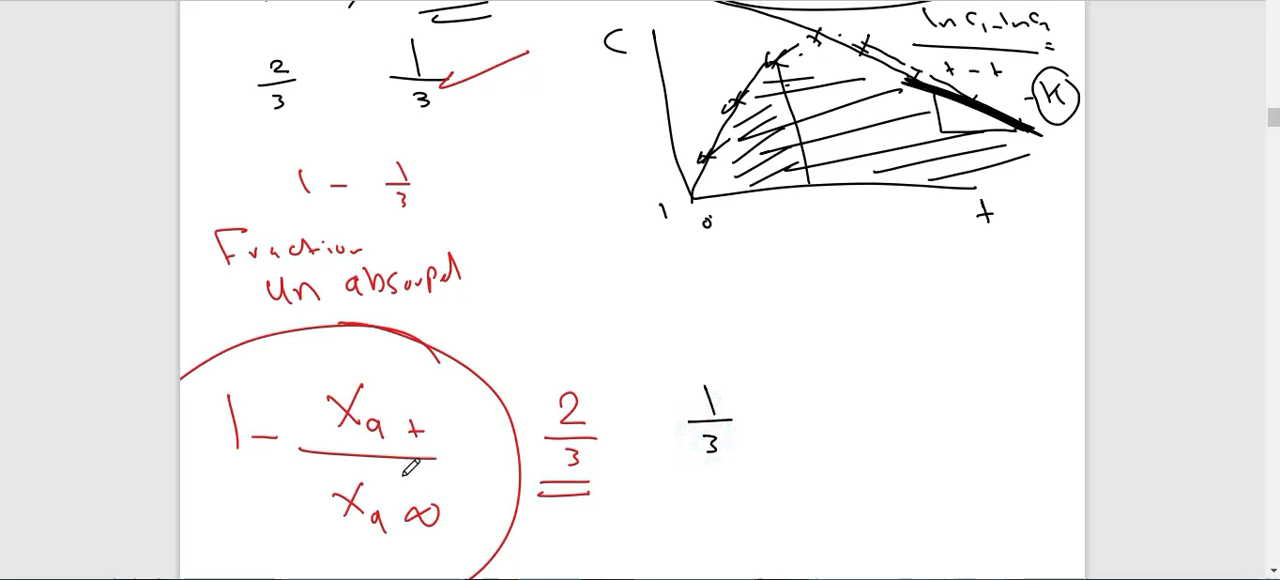 2/3 1/3
1 - 1/3
Fraction
un absorped
1 - Xa t / Xa ∞
2/3
1/3
C
ln C1 - ln C2 / t - t =
- K
1 0
t